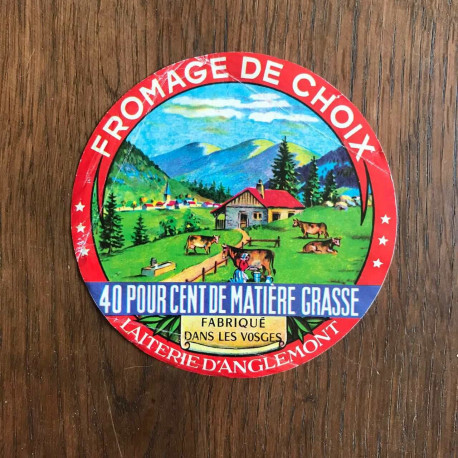 FROMAGE DE CHOIX
40 POUR CENT DE MATIÈRE GRASSE
FABRIQUÉ
DANS LES VOSGES
LAITERIE D'ANGLEMONT